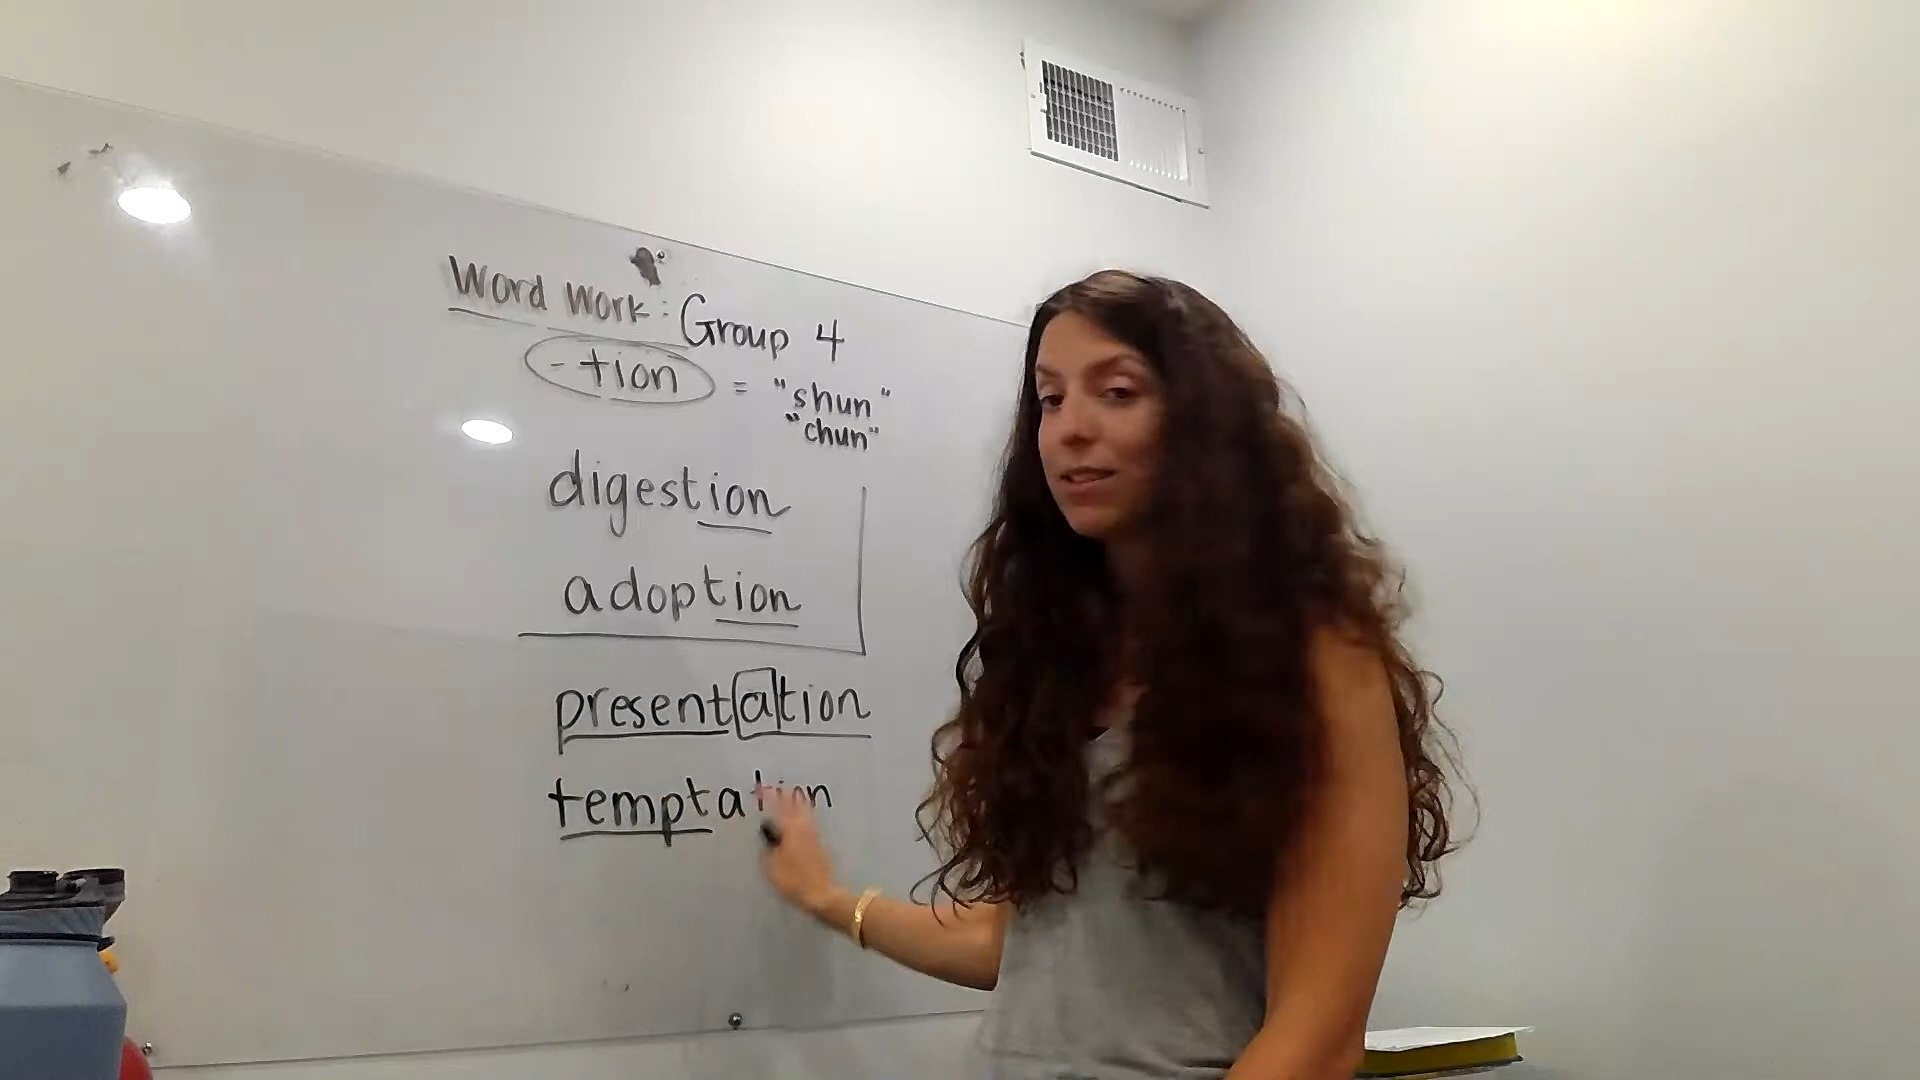 Word Work: Group 4
-tion = "shun"
"chun"
digestion
adoption
presentation
temptation